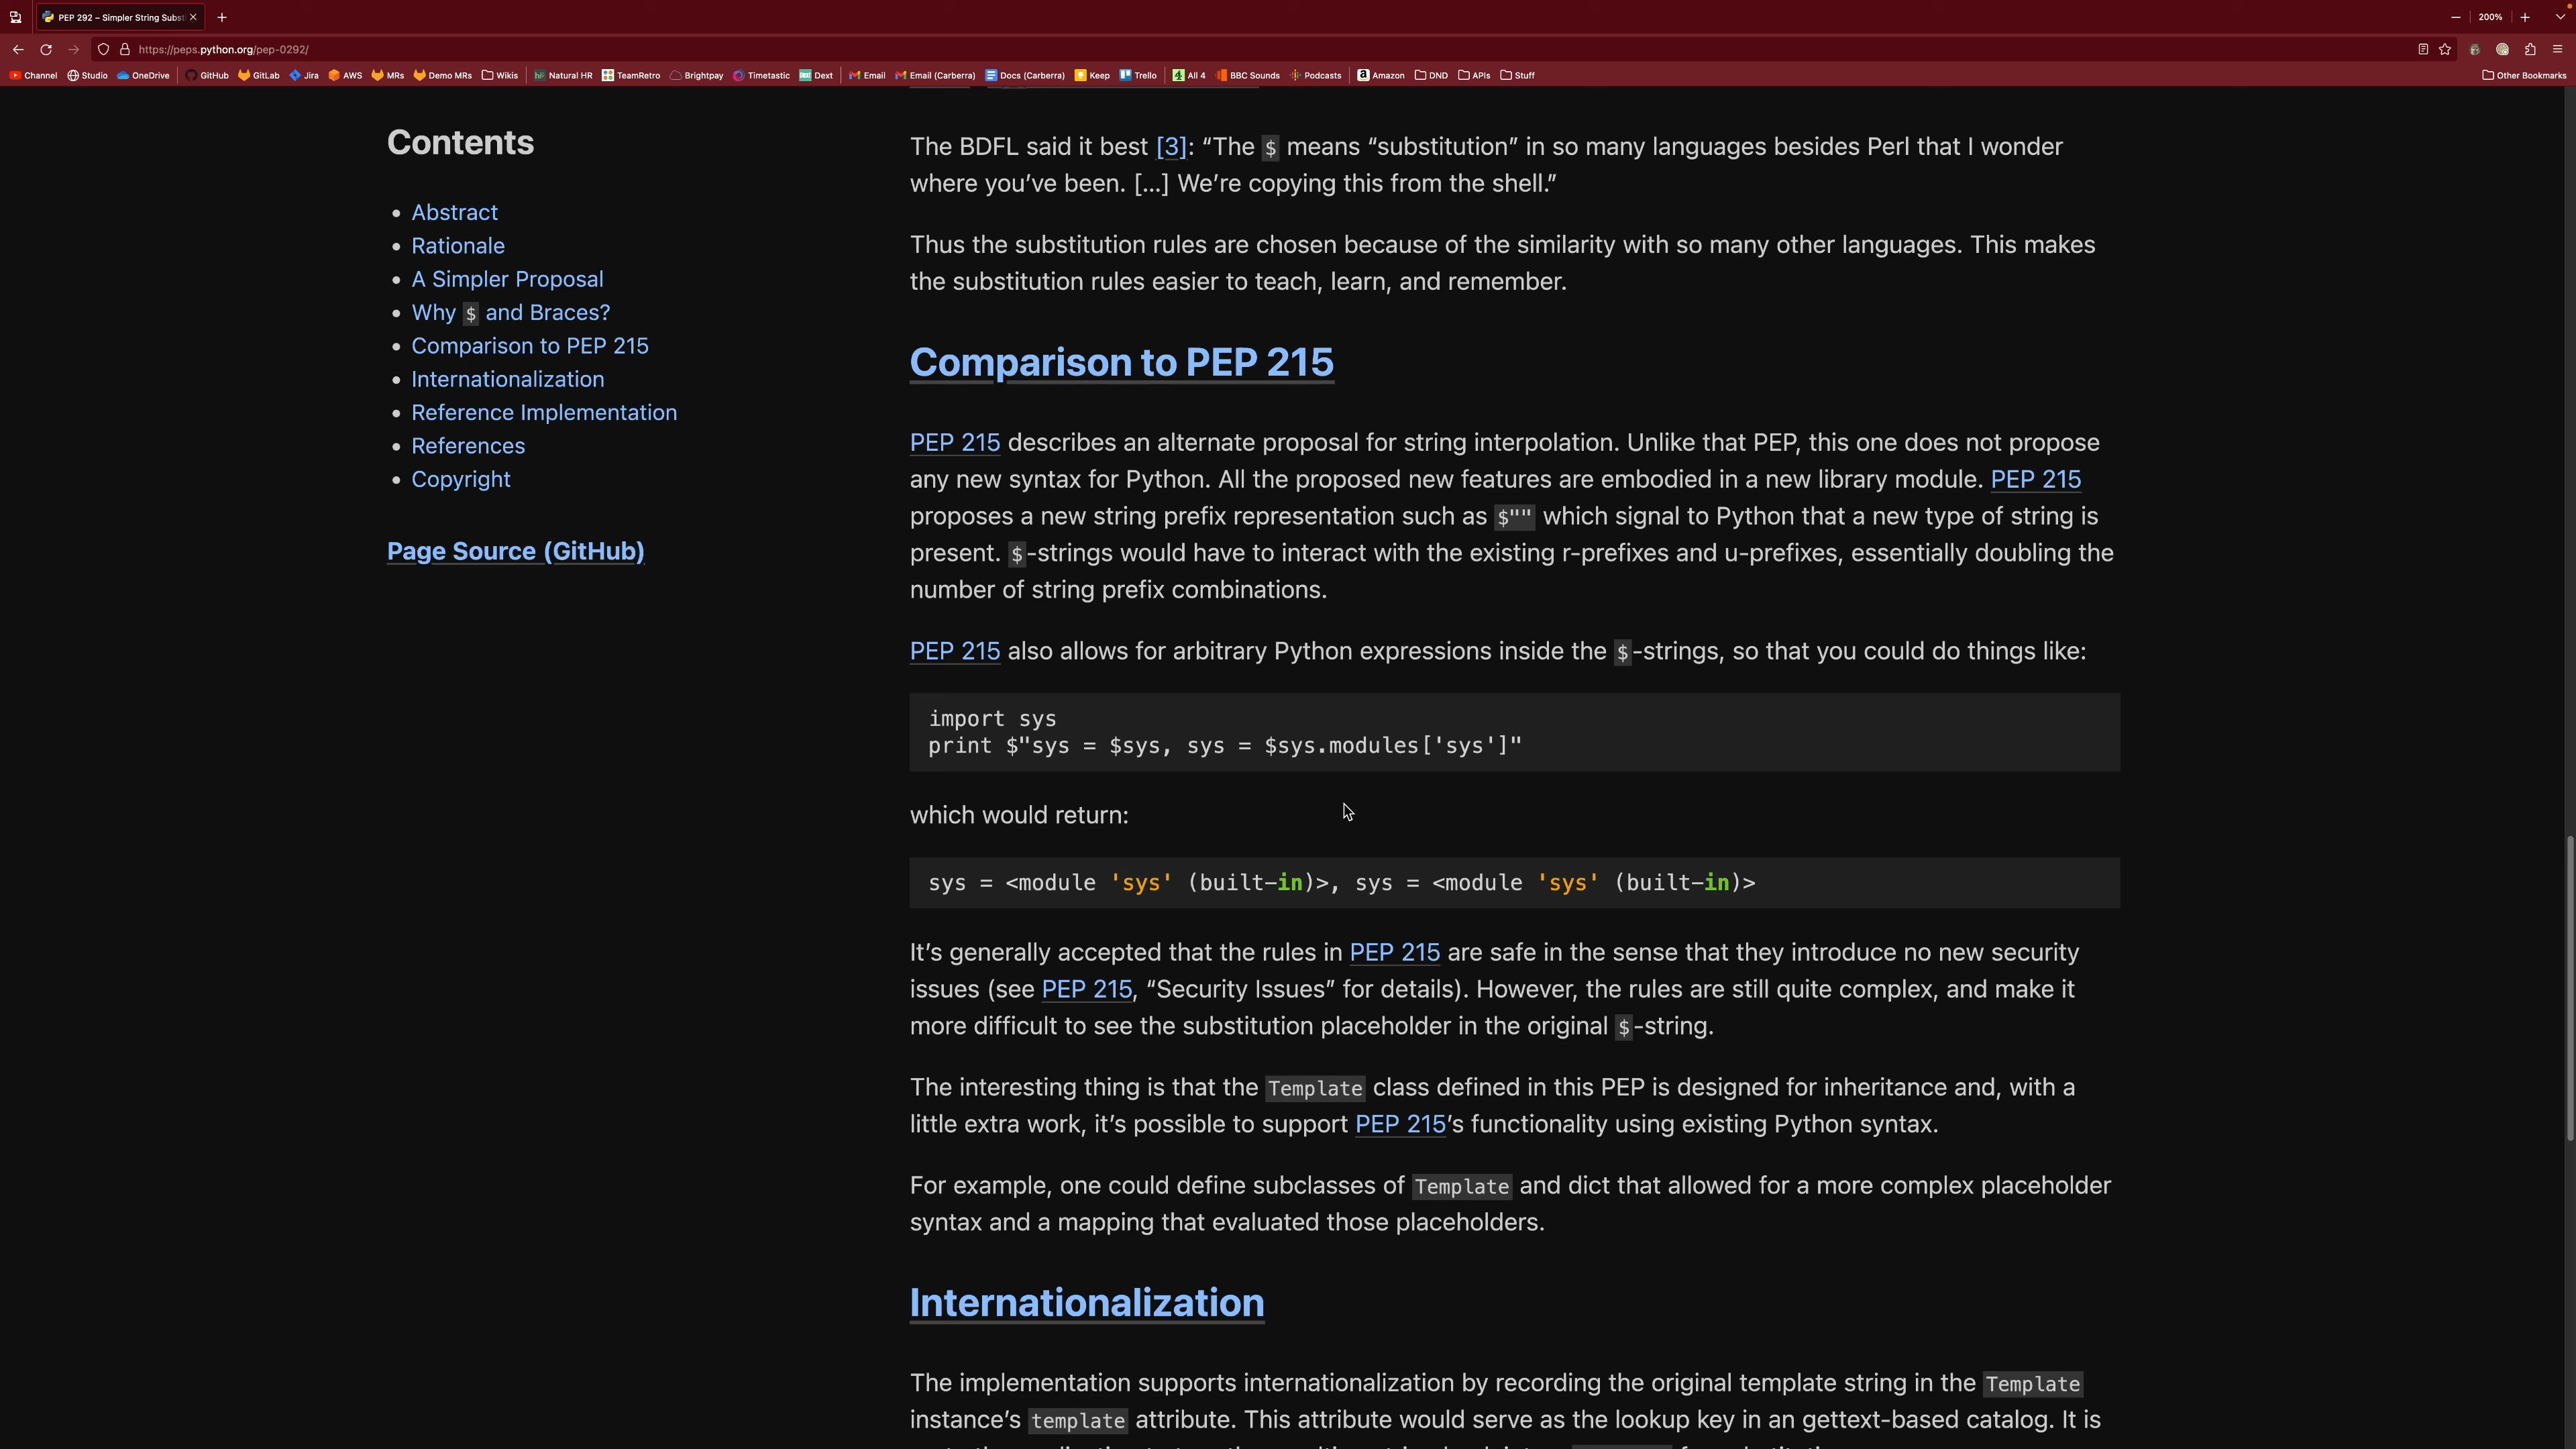 PEP 292 – Simpler String Subst
200%
https://peps.python.org/pep-0292/
Channel Studio OneDrive GitHub GitLab Jira AWS MRs Demo MRs Wikis Natural HR TeamRetro Brightpay Timetastic Dext Email Email (Carberra) Docs (Carberra) Keep Trello All 4 BBC Sounds Podcasts Amazon DND APIs Stuff Other Bookmarks
Contents
Abstract
Rationale
A Simpler Proposal
Why $ and Braces?
Comparison to PEP 215
Internationalization
Reference Implementation
References
Copyright
Page Source (GitHub)
The BDFL said it best [3]: “The $ means “substitution” in so many languages besides Perl that I wonder
where you’ve been. […] We’re copying this from the shell.”
Thus the substitution rules are chosen because of the similarity with so many other languages. This makes
the substitution rules easier to teach, learn, and remember.
Comparison to PEP 215
PEP 215 describes an alternate proposal for string interpolation. Unlike that PEP, this one does not propose
any new syntax for Python. All the proposed new features are embodied in a new library module. PEP 215
proposes a new string prefix representation such as $"" which signal to Python that a new type of string is
present. $-strings would have to interact with the existing r-prefixes and u-prefixes, essentially doubling the
number of string prefix combinations.
PEP 215 also allows for arbitrary Python expressions inside the $-strings, so that you could do things like:
import sys
print $"sys = $sys, sys = $sys.modules['sys']"
which would return:
sys = <module 'sys' (built-in)>, sys = <module 'sys' (built-in)>
It’s generally accepted that the rules in PEP 215 are safe in the sense that they introduce no new security
issues (see PEP 215, “Security Issues” for details). However, the rules are still quite complex, and make it
more difficult to see the substitution placeholder in the original $-string.
The interesting thing is that the Template class defined in this PEP is designed for inheritance and, with a
little extra work, it’s possible to support PEP 215’s functionality using existing Python syntax.
For example, one could define subclasses of Template and dict that allowed for a more complex placeholder
syntax and a mapping that evaluated those placeholders.
Internationalization
The implementation supports internationalization by recording the original template string in the Template
instance’s template attribute. This attribute would serve as the lookup key in an gettext-based catalog. It is